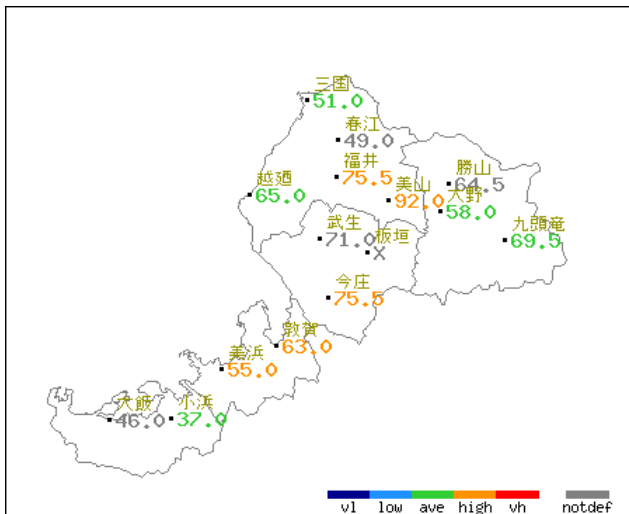 三国
51.0
春江
49.0
福井
75.5
勝山
64.5
越廼
65.0
美山
92.0
大野
58.0
武生
71.0
板垣
X
九頭竜
69.5
今庄
75.5
敦賀
63.0
美浜
55.0
大飯
46.0
小浜
37.0
vl low ave high vh notdef